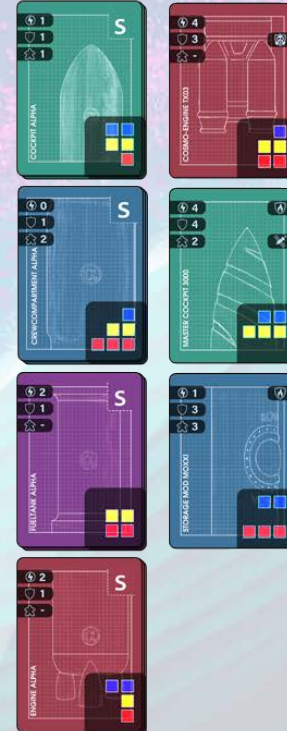 1
1
1
S
COCKPIT ALPHA
4
3
-
COSMO-ENGINE TX03
0
1
2
S
CREWCOMPARTMENT ALPHA
4
4
2
MASTER COCKPIT 3000
2
1
-
S
FUELTANK ALPHA
1
3
3
STORAGE MOD MOXXI
2
1
-
S
ENGINE ALPHA